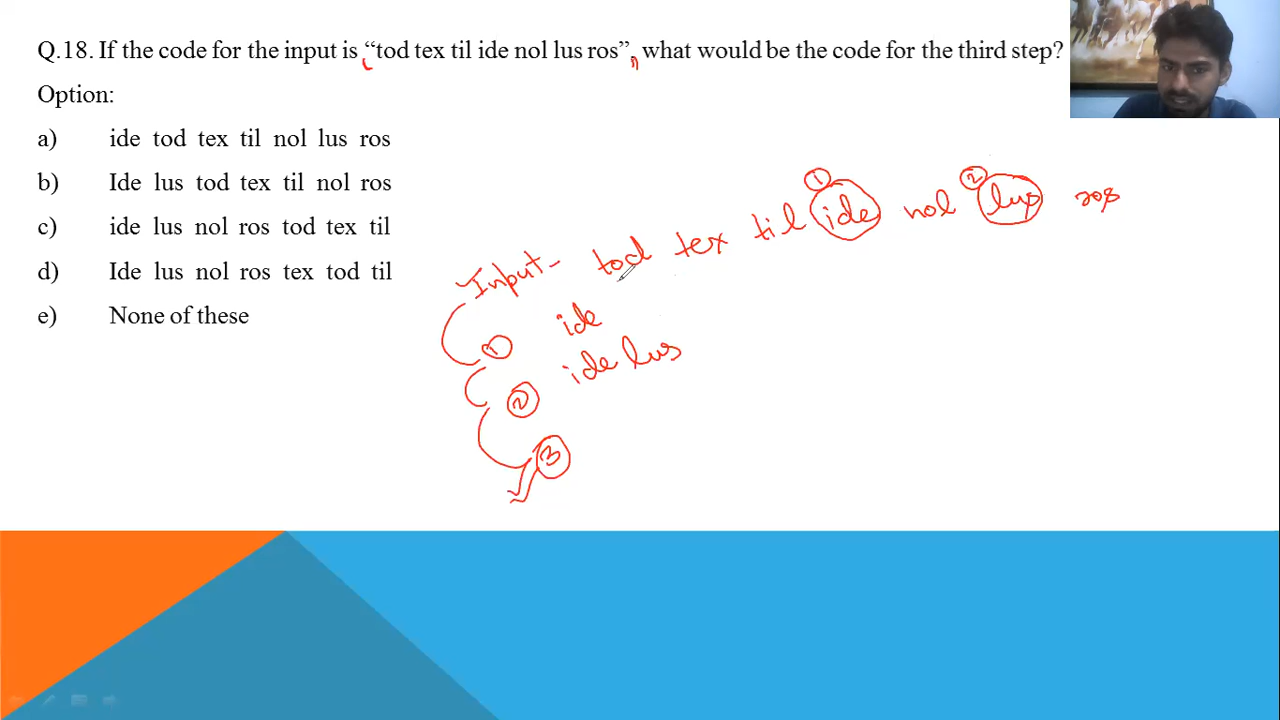 Q.18. If the code for the input is “tod tex til ide nol lus ros”, what would be the code for the third step?
Option:
a) ide tod tex til nol lus ros
b) Ide lus tod tex til nol ros
c) ide lus nol ros tod tex til
d) Ide lus nol ros tex tod til
e) None of these
1 2
Input- tod tex til ide nol lus ros
1 ide
2 ide lus
3